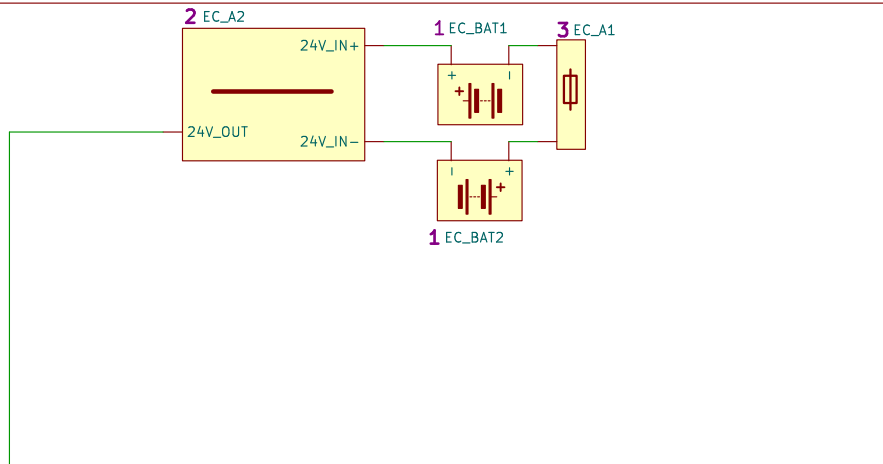 2 EC_A2
1 EC_BAT1
3 EC_A1
24V_IN+
+ −
+
24V_OUT
24V_IN−
− +
+
1 EC_BAT2